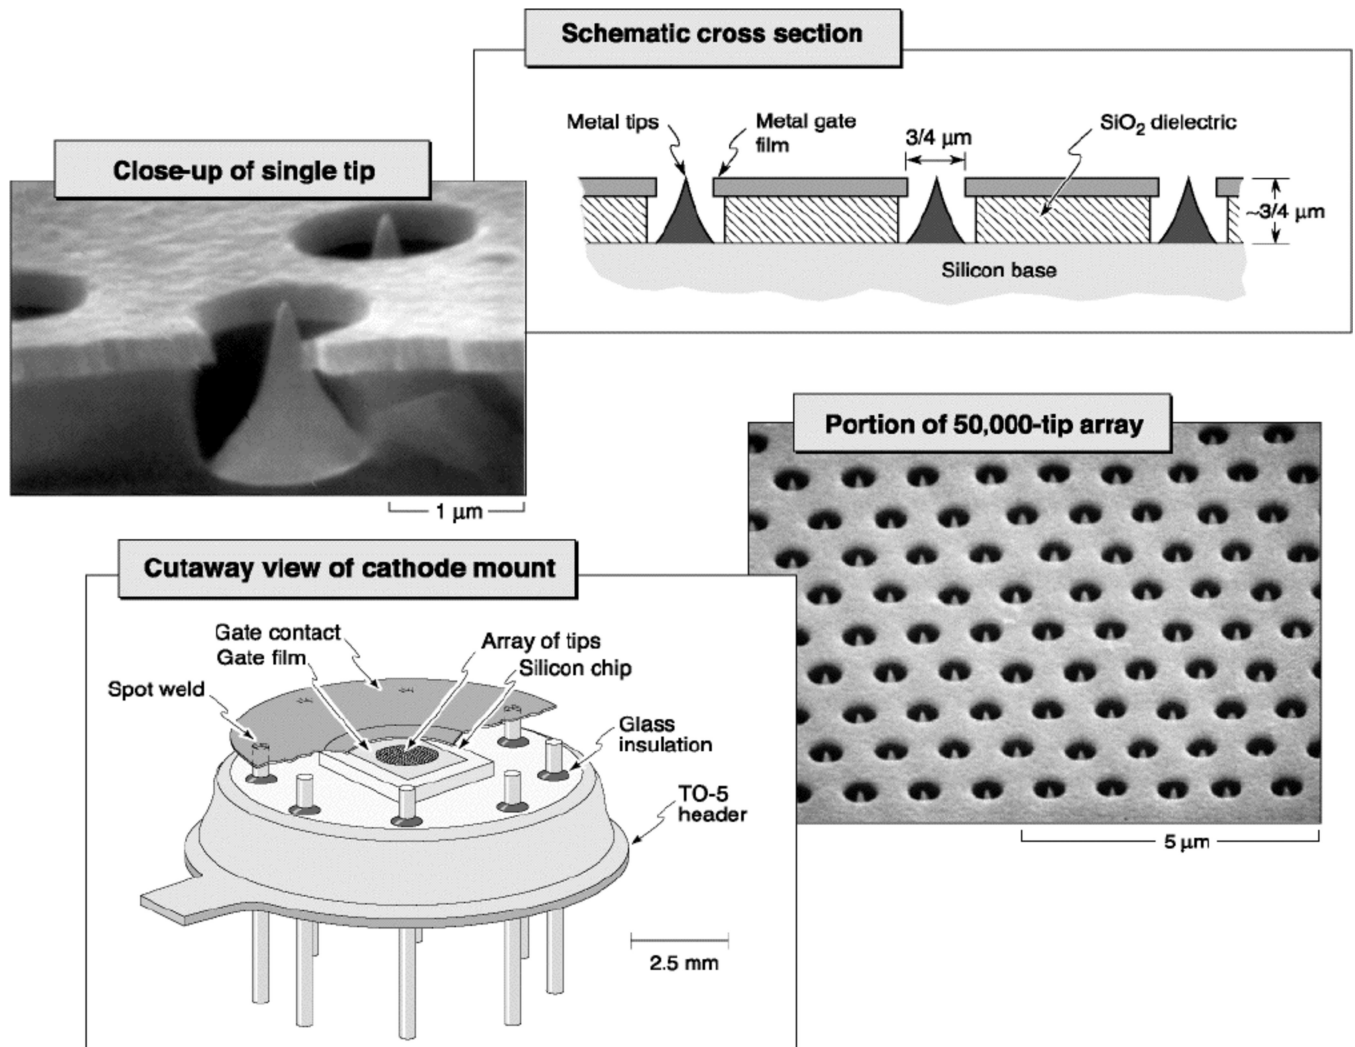 Schematic cross section
Metal tips
Metal gate
film
3/4 µm
SiO₂ dielectric
~3/4 µm
Silicon base
Close-up of single tip
1 µm
Portion of 50,000-tip array
5 µm
Cutaway view of cathode mount
Gate contact
Gate film
Array of tips
Silicon chip
Spot weld
Glass
insulation
TO-5
header
2.5 mm